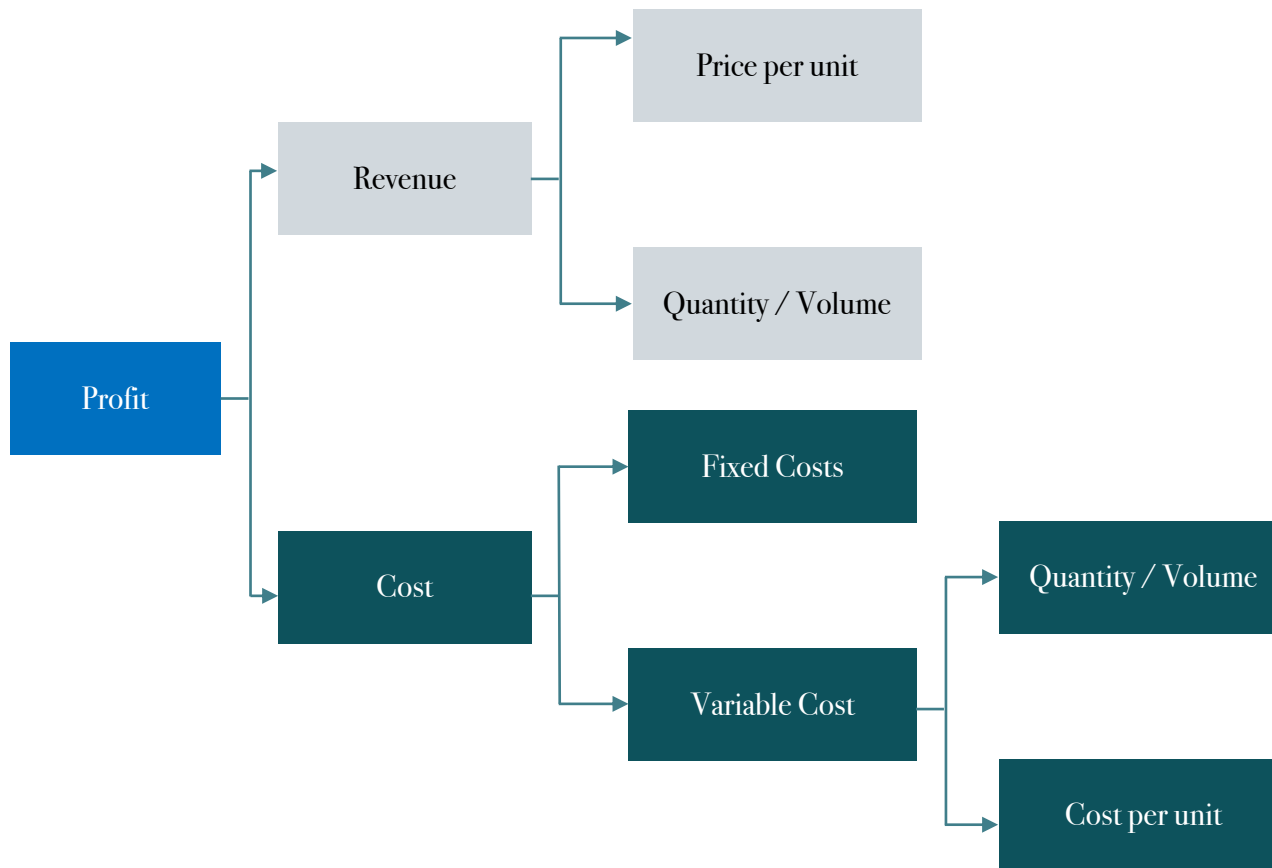 Price per unit
Revenue
Quantity / Volume
Profit
Fixed Costs
Cost
Quantity / Volume
Variable Cost
Cost per unit